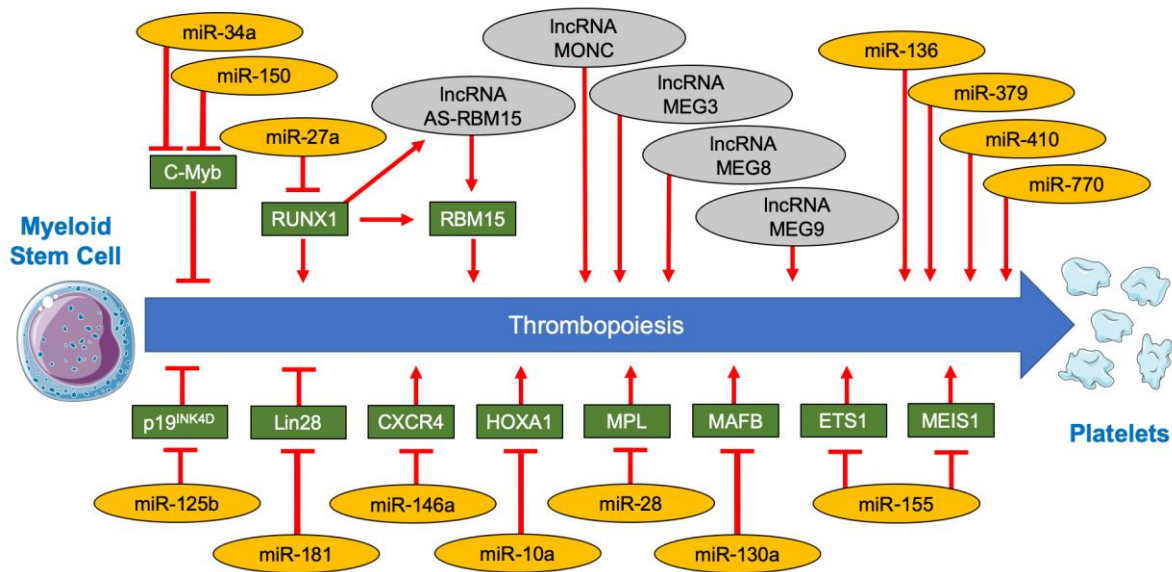 miR-34a
miR-150
miR-27a
C-Myb
RUNX1
lncRNA
AS-RBM15
RBM15
lncRNA
MONC
lncRNA
MEG3
lncRNA
MEG8
lncRNA
MEG9
miR-136
miR-379
miR-410
miR-770
Myeloid
Stem Cell
Thrombopoiesis
Platelets
p19INK4D
Lin28
CXCR4
HOXA1
MPL
MAFB
ETS1
MEIS1
miR-125b
miR-181
miR-146a
miR-10a
miR-28
miR-130a
miR-155